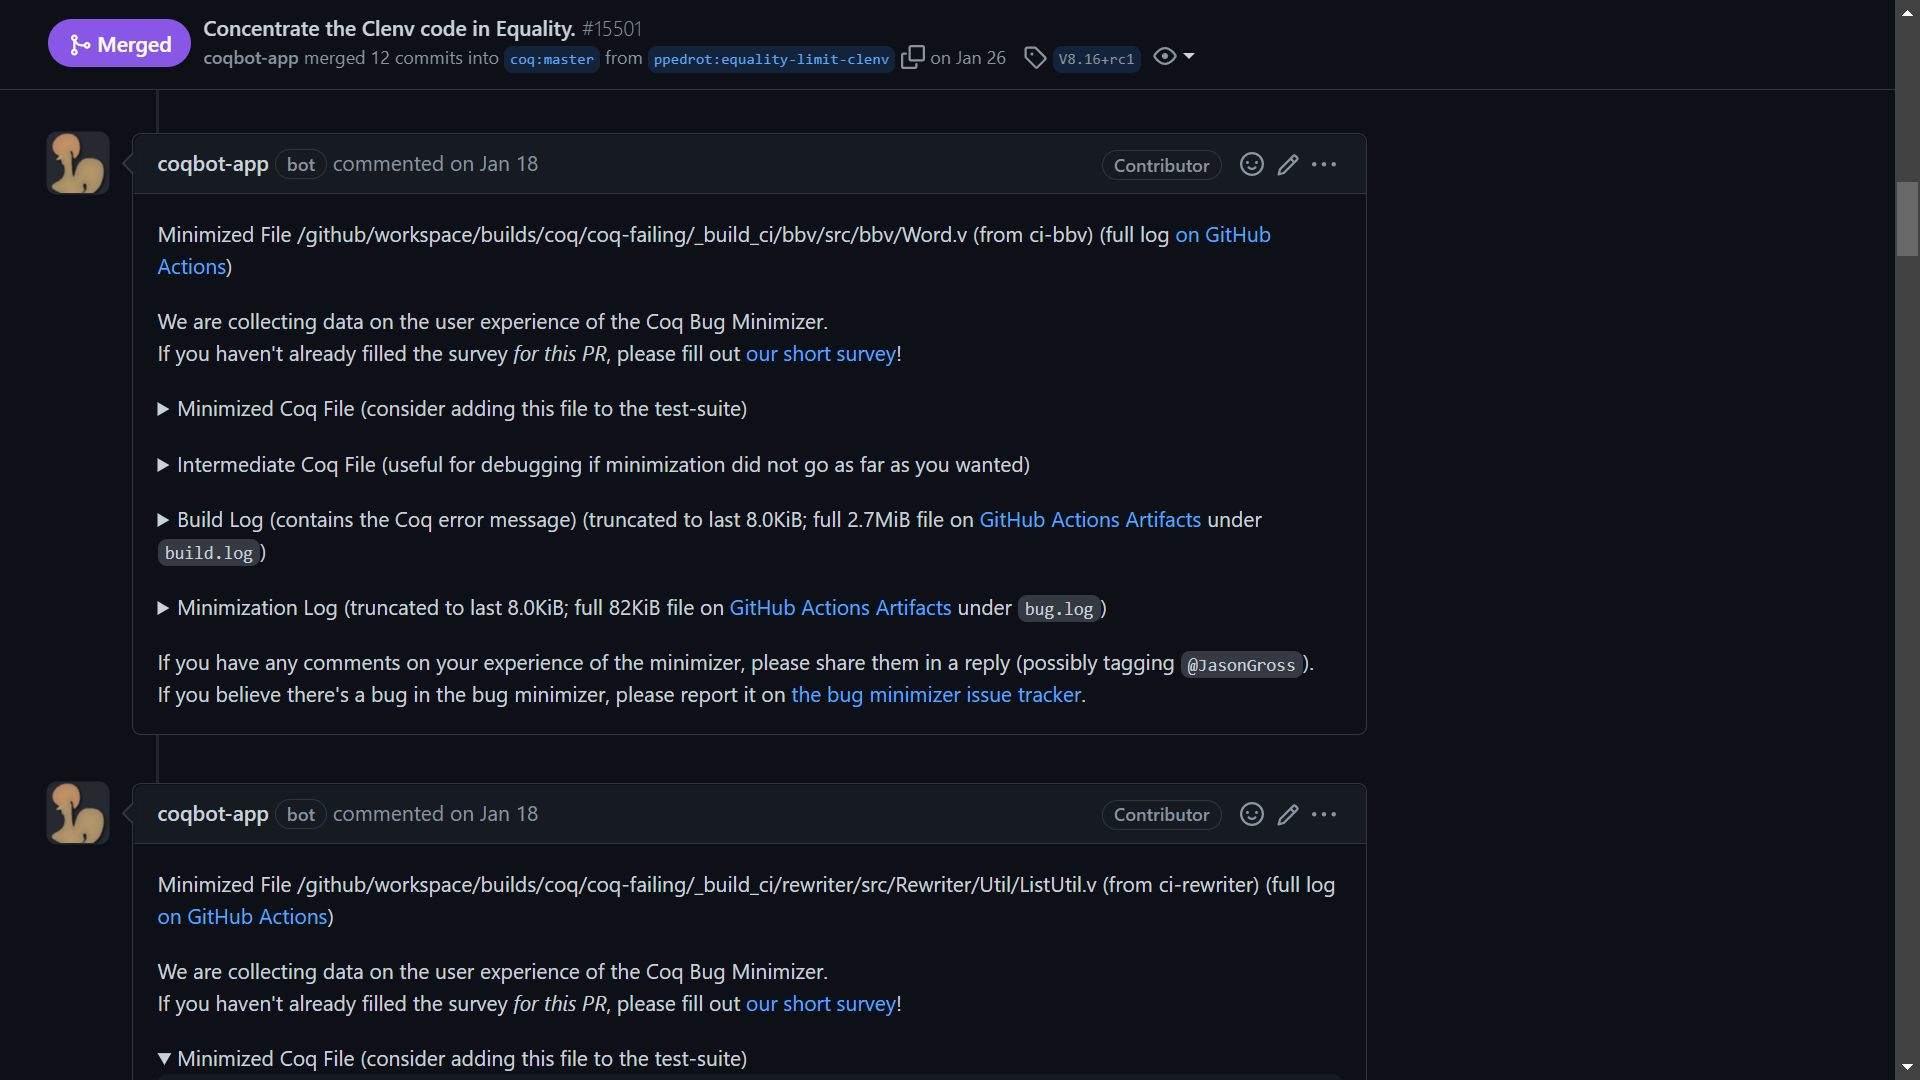 Merged
Concentrate the Clenv code in Equality. #15501
coqbot-app merged 12 commits into coq:master from ppedrot:equality-limit-clenv on Jan 26 V8.16+rc1
coqbot-app bot commented on Jan 18 Contributor
Minimized File /github/workspace/builds/coq/coq-failing/_build_ci/bbv/src/bbv/Word.v (from ci-bbv) (full log on GitHub
Actions)
We are collecting data on the user experience of the Coq Bug Minimizer.
If you haven't already filled the survey for this PR, please fill out our short survey!
Minimized Coq File (consider adding this file to the test-suite)
Intermediate Coq File (useful for debugging if minimization did not go as far as you wanted)
Build Log (contains the Coq error message) (truncated to last 8.0KiB; full 2.7MiB file on GitHub Actions Artifacts under
build.log)
Minimization Log (truncated to last 8.0KiB; full 82KiB file on GitHub Actions Artifacts under bug.log)
If you have any comments on your experience of the minimizer, please share them in a reply (possibly tagging @JasonGross).
If you believe there's a bug in the bug minimizer, please report it on the bug minimizer issue tracker.
coqbot-app bot commented on Jan 18 Contributor
Minimized File /github/workspace/builds/coq/coq-failing/_build_ci/rewriter/src/Rewriter/Util/ListUtil.v (from ci-rewriter) (full log
on GitHub Actions)
We are collecting data on the user experience of the Coq Bug Minimizer.
If you haven't already filled the survey for this PR, please fill out our short survey!
Minimized Coq File (consider adding this file to the test-suite)